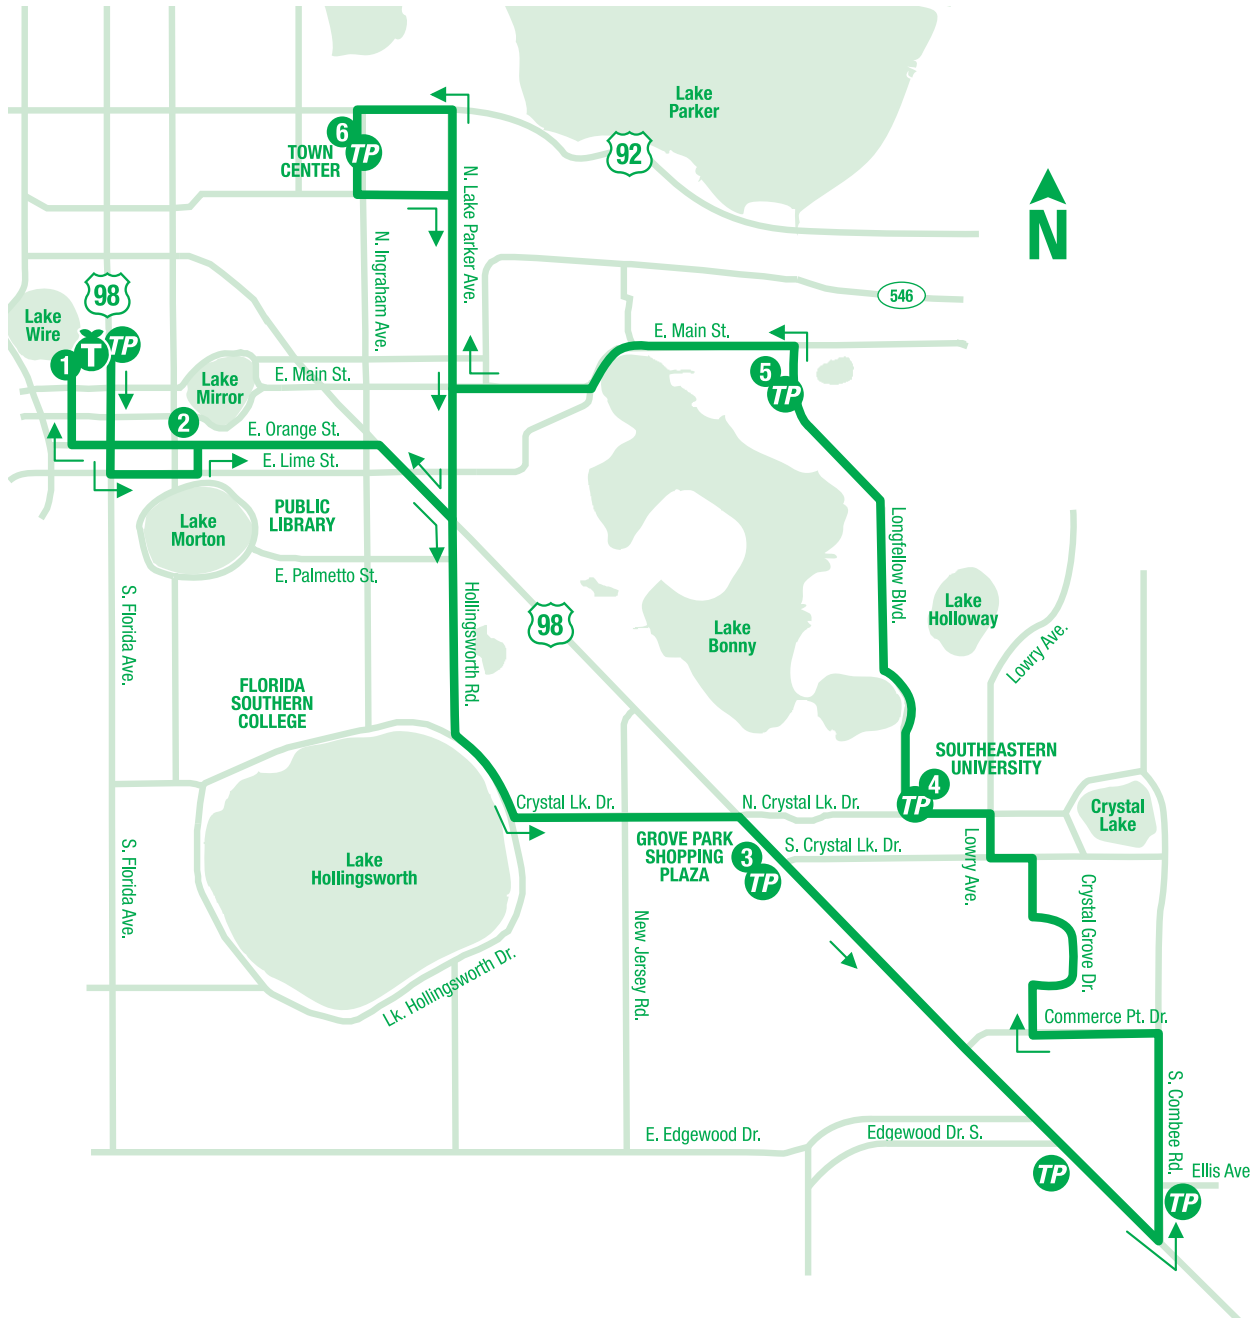 Lake
Parker
6
TP
TOWN
CENTER
92
N. Lake Parker Ave.
N
N. Ingraham Ave.
98
546
Lake
Wire
1
T
TP
E. Main St.
5
TP
E. Main St.
Lake
Mirror
2
E. Orange St.
E. Lime St.
PUBLIC
LIBRARY
Lake
Morton
Longfellow Blvd.
E. Palmetto St.
S. Florida Ave.
Hollingsworth Rd.
98
Lake
Bonny
Lake
Holloway
Lowry Ave.
FLORIDA
SOUTHERN
COLLEGE
SOUTHEASTERN
UNIVERSITY
4
TP
Crystal Lk. Dr.
N. Crystal Lk. Dr.
Crystal
Lake
GROVE PARK
SHOPPING
PLAZA
3
TP
S. Crystal Lk. Dr.
Lowry Ave.
Lake
Hollingsworth
S. Florida Ave.
Crystal Grove Dr.
New Jersey Rd.
Lk. Hollingsworth Dr.
Commerce Pt. Dr.
S. Combee Rd.
E. Edgewood Dr.
Edgewood Dr. S.
TP
Ellis Ave
TP